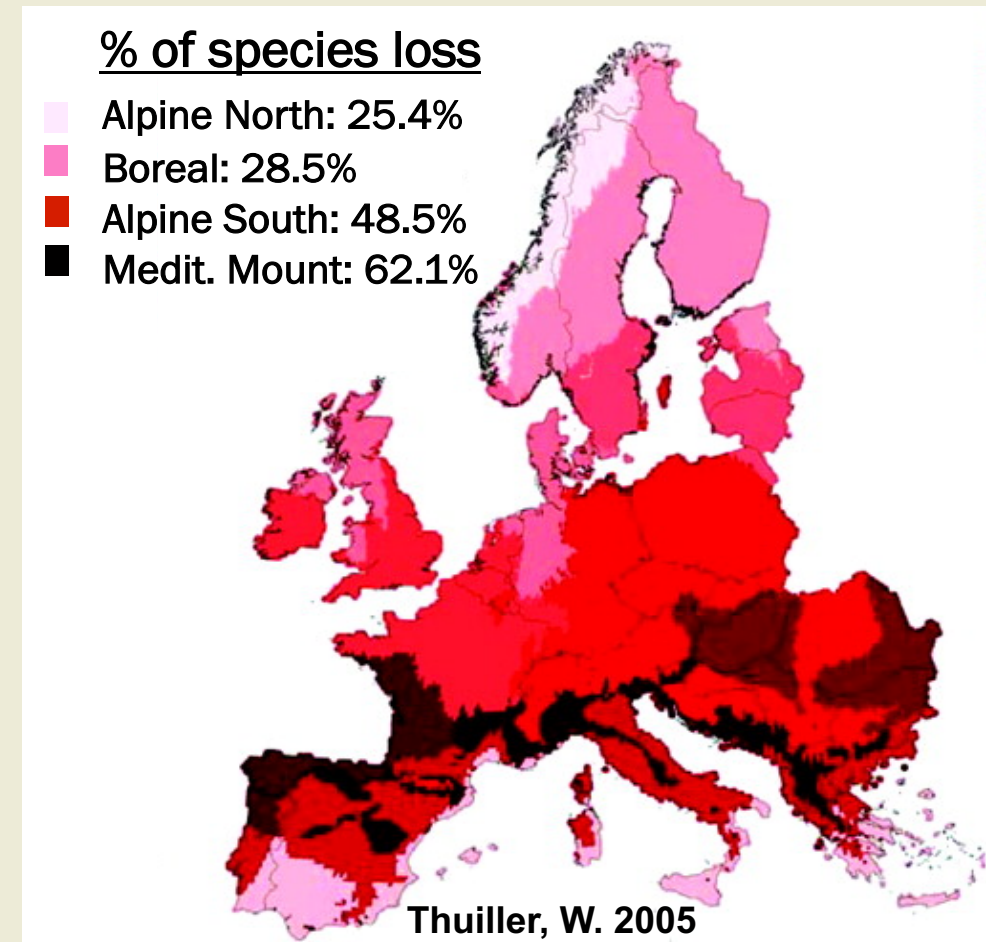 % of species loss
Alpine North: 25.4%
Boreal: 28.5%
Alpine South: 48.5%
Medit. Mount: 62.1%
Thuiller, W. 2005